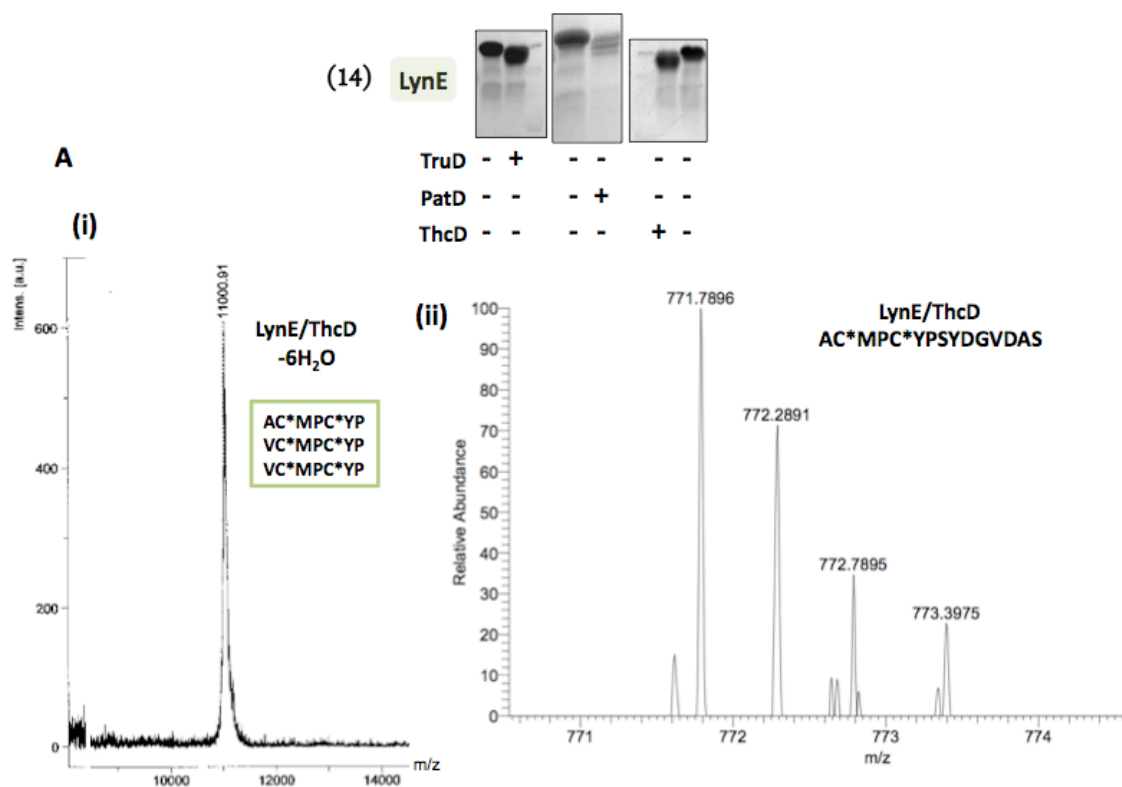 (14) LynE
TruD - + - -  - -
PatD - - - + - -
ThcD - - - - + -
A
(i)
Intens. [a.u.]
600
400
200
0
11000.91
LynE/ThcD
-6H₂O
AC*MPC*YP
VC*MPC*YP
VC*MPC*YP
10000 12000 14000 m/z
(ii)
LynE/ThcD
AC*MPC*YPSYDGVDAS
Relative Abundance
100
90
80
70
60
50
40
30
20
10
0
771.7896
772.2891
772.7895
773.3975
771 772 773 774
m/z